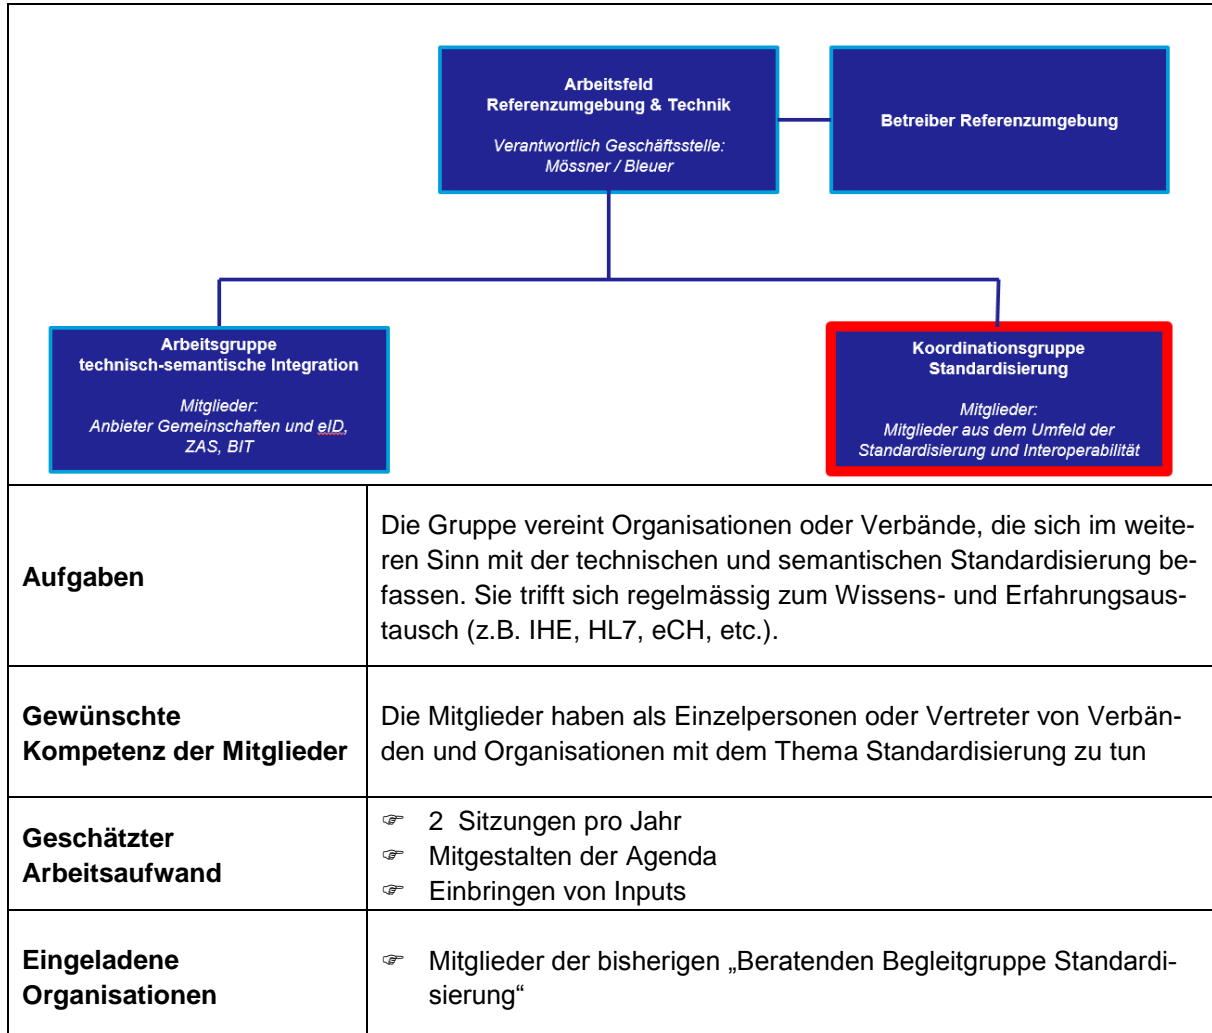 Arbeitsfeld
Referenzumgebung & Technik
Verantwortlich Geschäftsstelle:
Mössner / Bleuer
Betreiber Referenzumgebung
Arbeitsgruppe
technisch-semantische Integration
Mitglieder:
Anbieter Gemeinschaften und eID,
ZAS, BIT
Koordinationsgruppe
Standardisierung
Mitglieder:
Mitglieder aus dem Umfeld der
Standardisierung und Interoperabilität
Aufgaben
Die Gruppe vereint Organisationen oder Verbände, die sich im weite-
ren Sinn mit der technischen und semantischen Standardisierung be-
fassen. Sie trifft sich regelmässig zum Wissens- und Erfahrungsaus-
tausch (z.B. IHE, HL7, eCH, etc.).
Gewünschte
Kompetenz der Mitglieder
Die Mitglieder haben als Einzelpersonen oder Vertreter von Verbän-
den und Organisationen mit dem Thema Standardisierung zu tun
Geschätzter
Arbeitsaufwand
☞ 2 Sitzungen pro Jahr
☞ Mitgestalten der Agenda
☞ Einbringen von Inputs
Eingeladene
Organisationen
☞ Mitglieder der bisherigen „Beratenden Begleitgruppe Standardi-
sierung“